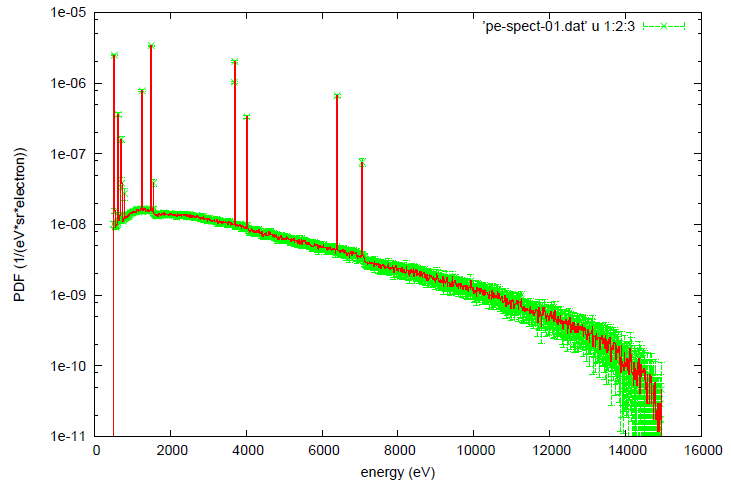 'pe-spect-01.dat' u 1:2:3
1e-05
1e-06
1e-07
1e-08
1e-09
1e-10
1e-11
PDF (1/(eV*sr*electron))
0 2000 4000 6000 8000 10000 12000 14000 16000
energy (eV)